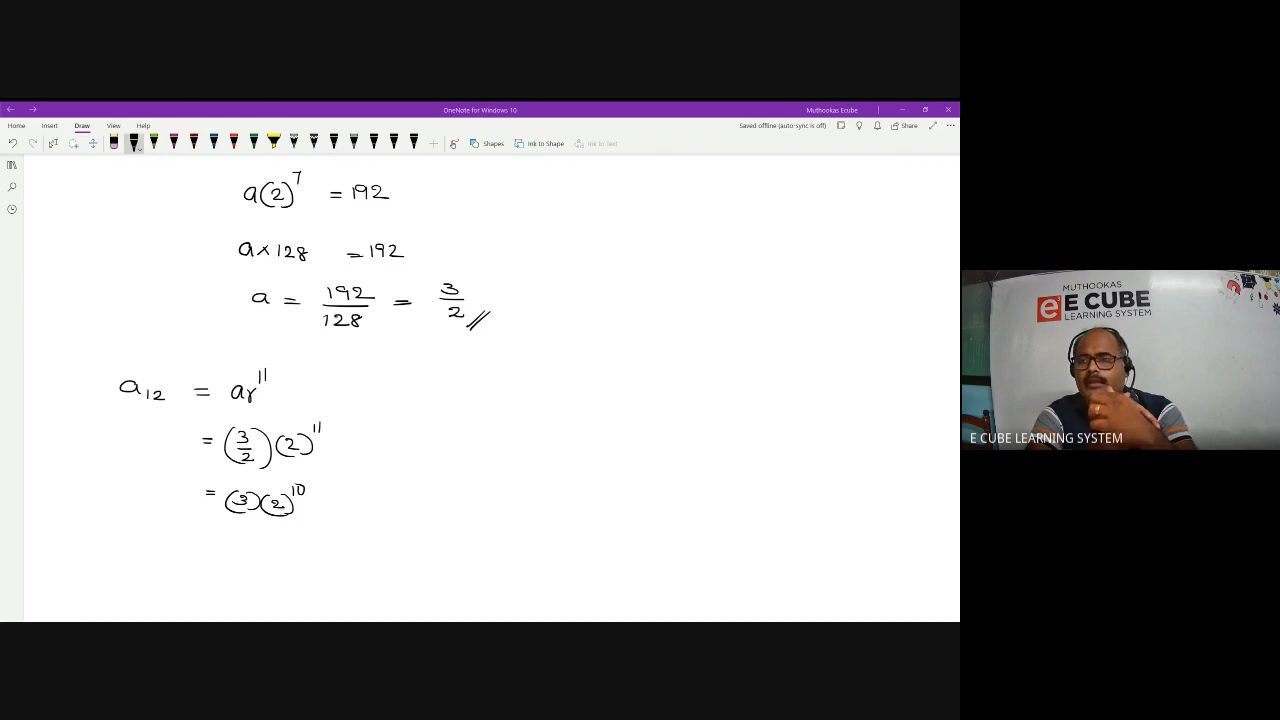 OneNote for Windows 10
Muthookas Ecube
Home Insert Draw View Help
Saved offline (auto-sync is off)
Share
Shapes
Ink to Shape
Ink to Text
a(2)^7 = 192
a × 128 = 192
a = 192/128 = 3/2 //
a_12 = ar^11
= (3/2)(2)^11
= (3)(2)^10
MUTHOOKAS
e³ E CUBE
LEARNING SYSTEM
E CUBE LEARNING SYSTEM